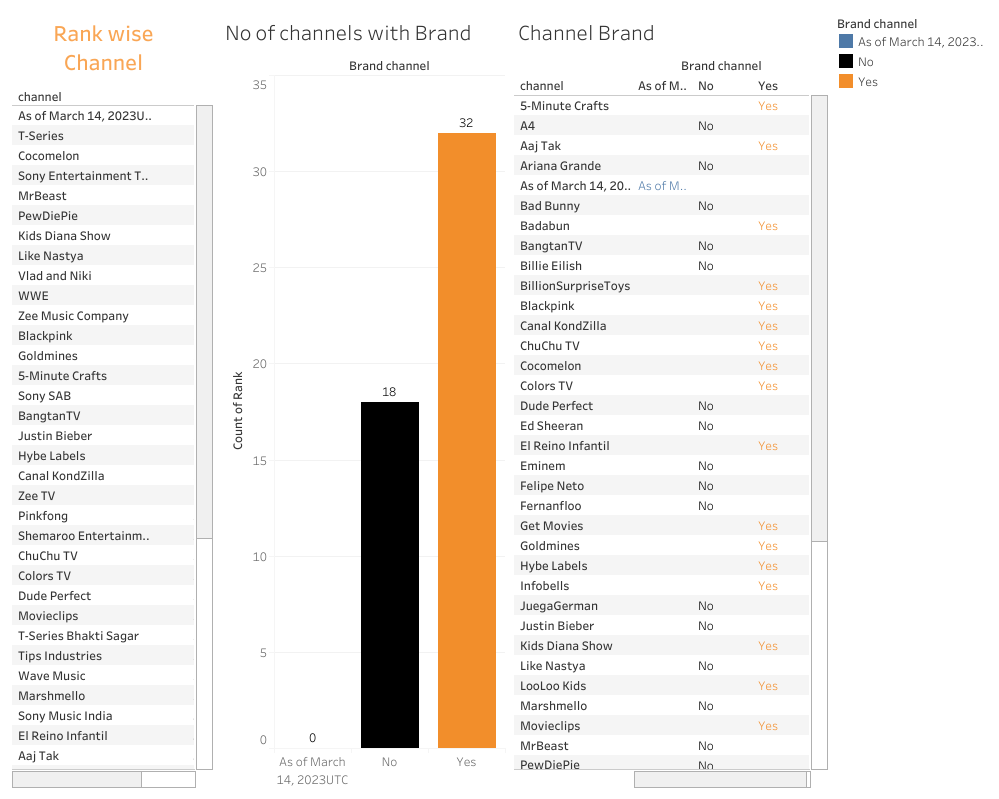 Rank wise
Channel
channel
As of March 14, 2023U..
T-Series
Cocomelon
Sony Entertainment T..
MrBeast
PewDiePie
Kids Diana Show
Like Nastya
Vlad and Niki
WWE
Zee Music Company
Blackpink
Goldmines
5-Minute Crafts
Sony SAB
BangtanTV
Justin Bieber
Hybe Labels
Canal KondZilla
Zee TV
Pinkfong
Shemaroo Entertainm..
ChuChu TV
Colors TV
Dude Perfect
Movieclips
T-Series Bhakti Sagar
Tips Industries
Wave Music
Marshmello
Sony Music India
El Reino Infantil
Aaj Tak
No of channels with Brand
Brand channel
35
30
25
20
15
10
5
0
Count of Rank
0
18
32
As of March
14, 2023UTC
No
Yes
Channel Brand
Brand channel
channel As of M.. No Yes
5-Minute Crafts Yes
A4 No
Aaj Tak Yes
Ariana Grande No
As of March 14, 20.. As of M..
Bad Bunny No
Badabun Yes
BangtanTV No
Billie Eilish No
BillionSurpriseToys Yes
Blackpink Yes
Canal KondZilla Yes
ChuChu TV Yes
Cocomelon Yes
Colors TV Yes
Dude Perfect No
Ed Sheeran No
El Reino Infantil Yes
Eminem No
Felipe Neto No
Fernanfloo No
Get Movies Yes
Goldmines Yes
Hybe Labels Yes
Infobells Yes
JuegaGerman No
Justin Bieber No
Kids Diana Show Yes
Like Nastya No
LooLoo Kids Yes
Marshmello No
Movieclips Yes
MrBeast No
PewDiePie No
Brand channel
As of March 14, 2023..
No
Yes